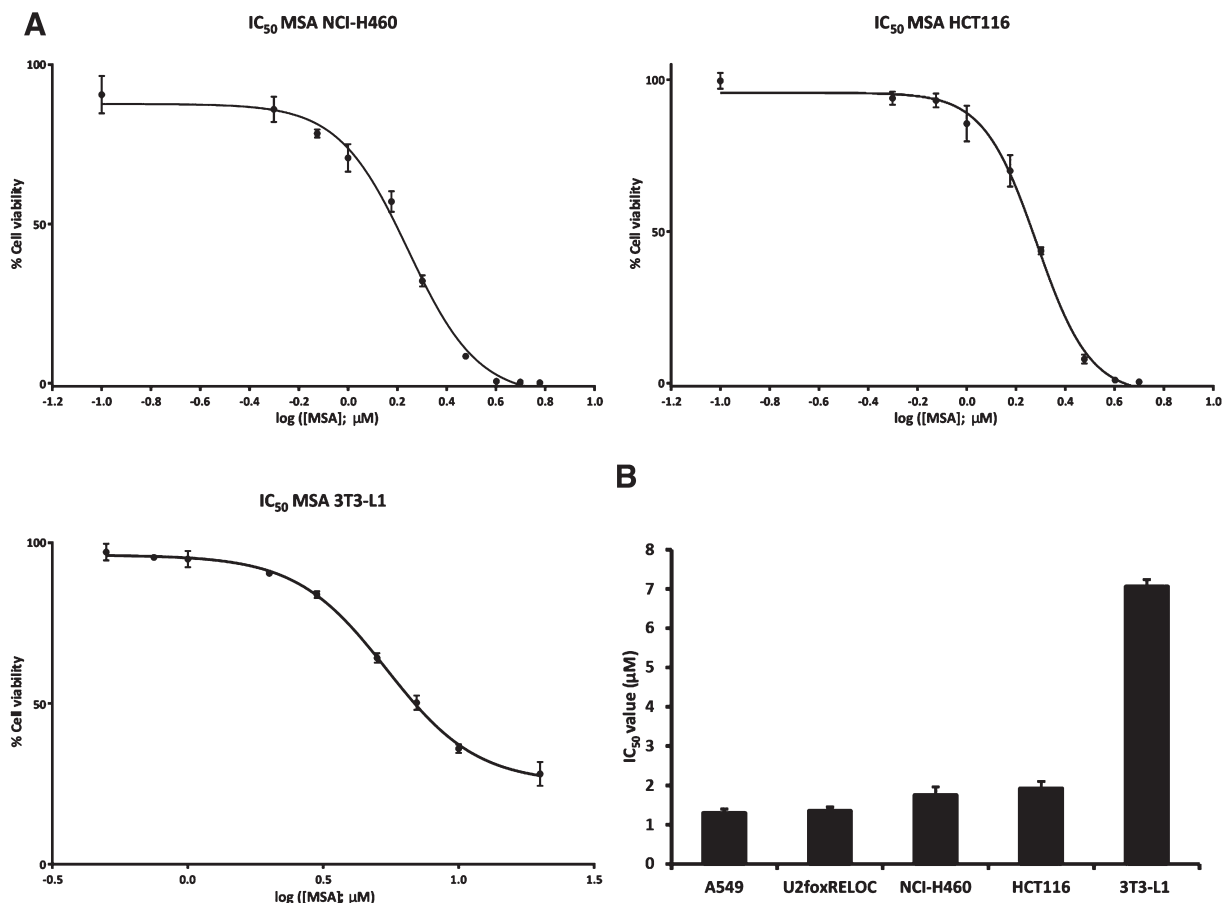 A
IC50 MSA NCI-H460
100
50
0
% Cell viability
-1.2 -1.0 -0.8 -0.6 -0.4 -0.2 0.0 0.2 0.4 0.6 0.8 1.0
log ([MSA]; μM)
IC50 MSA HCT116
100
50
0
% Cell viability
-1.2 -1.0 -0.8 -0.6 -0.4 -0.2 0.0 0.2 0.4 0.6 0.8 1.0
log ([MSA]; μM)
IC50 MSA 3T3-L1
100
50
0
% Cell viability
-0.5 0.0 0.5 1.0 1.5
log ([MSA]; μM)
B
8
7
6
5
4
3
2
1
0
IC50 value (μM)
A549 U2foxRELOC NCI-H460 HCT116 3T3-L1